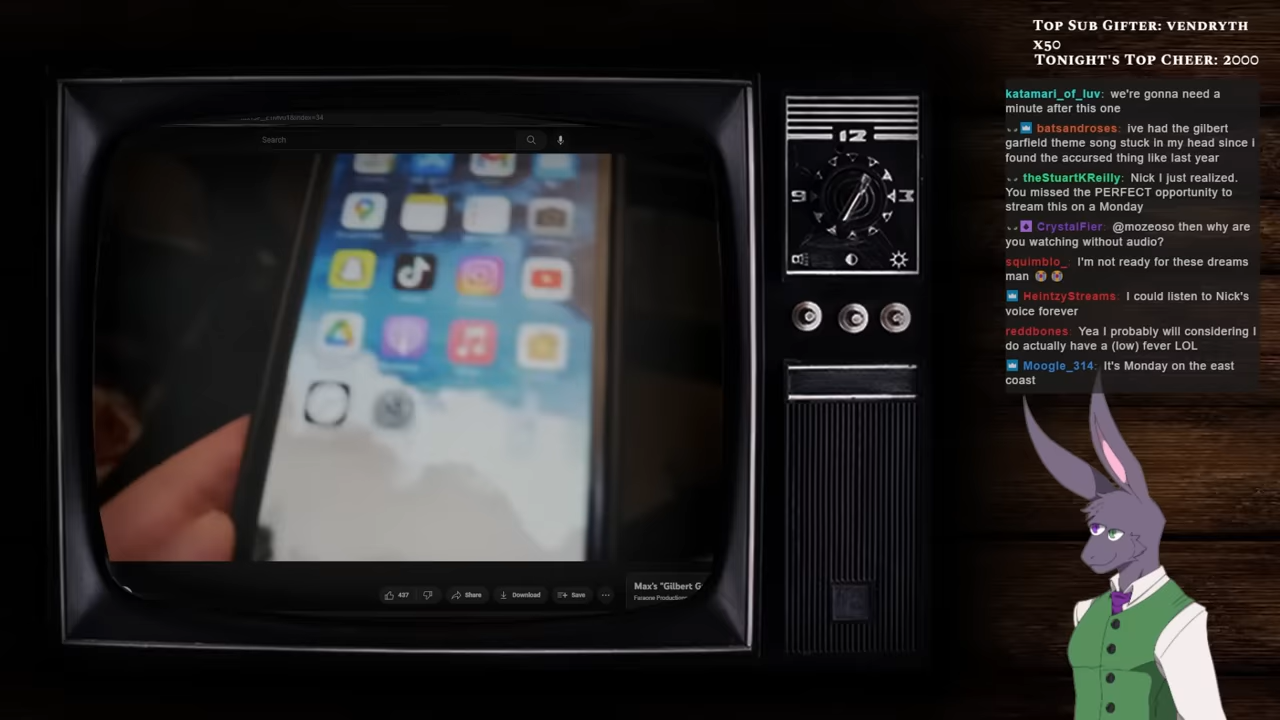 Top Sub Gifter: vendryth
x50
Tonight's Top Cheer: 2000
katamari_of_luv: we're gonna need a
minute after this one
batsandroses: ive had the gilbert
garfield theme song stuck in my head since i
found the accursed thing like last year
theStuartKReilly: Nick I just realized.
You missed the PERFECT opportunity to
stream this on a Monday
CrystalFier: @mozeoso then why are
you watching without audio?
squimblo_: I'm not ready for these dreams
man
HeintzyStreams: I could listen to Nick's
voice forever
reddbones: Yea I probably will considering I
do actually have a (low) fever LOL
Moogle_314: It's Monday on the east
coast
Search
12
9
3
437
Share
Download
Save
Max's "Gilbert G